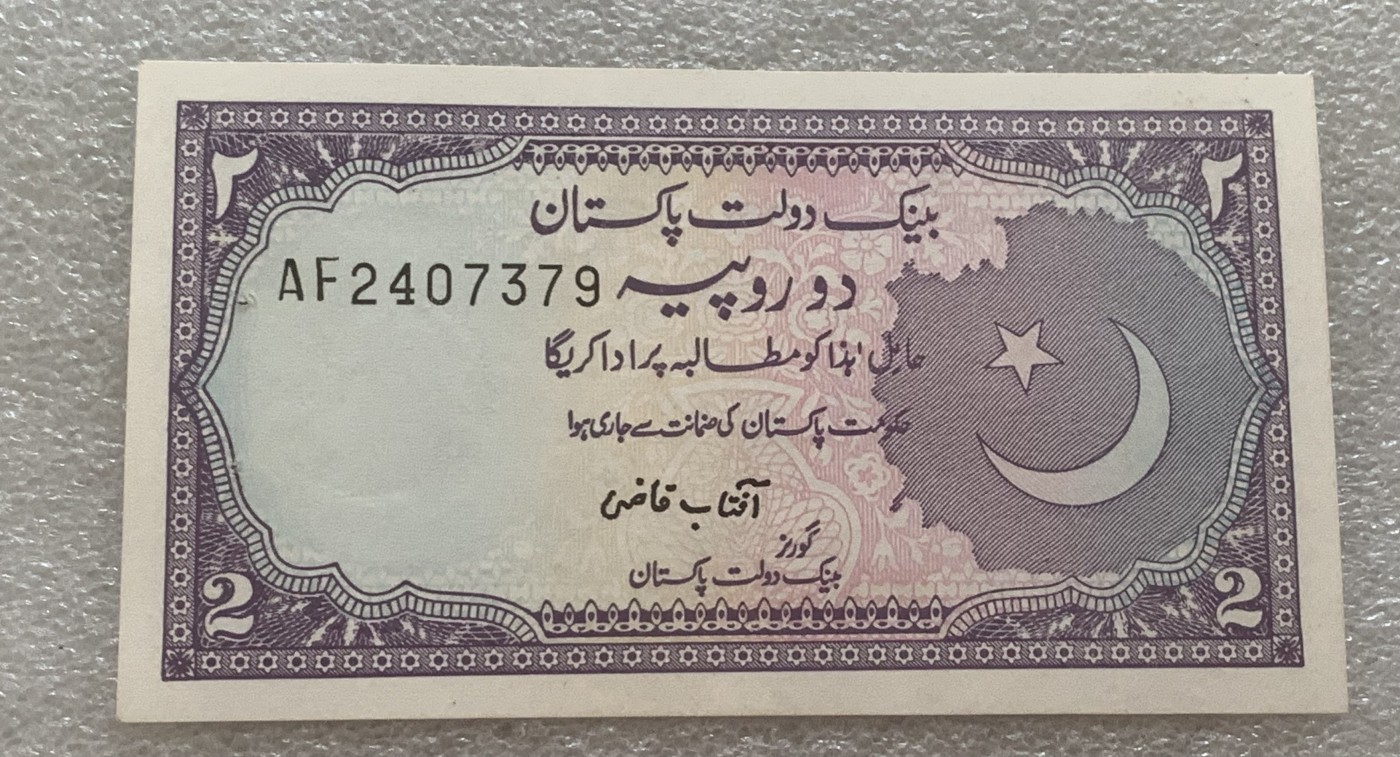 ۲ ۲
بینک دولت پاکستان
دو روپیہ AF2407379
حامل ہٰذا کو مطالبہ پر ادا کریگا
حکومت پاکستان کی ضمانت سے جاری ہوا
آفتاب قاضی
گورنر
بینک دولت پاکستان
2 2